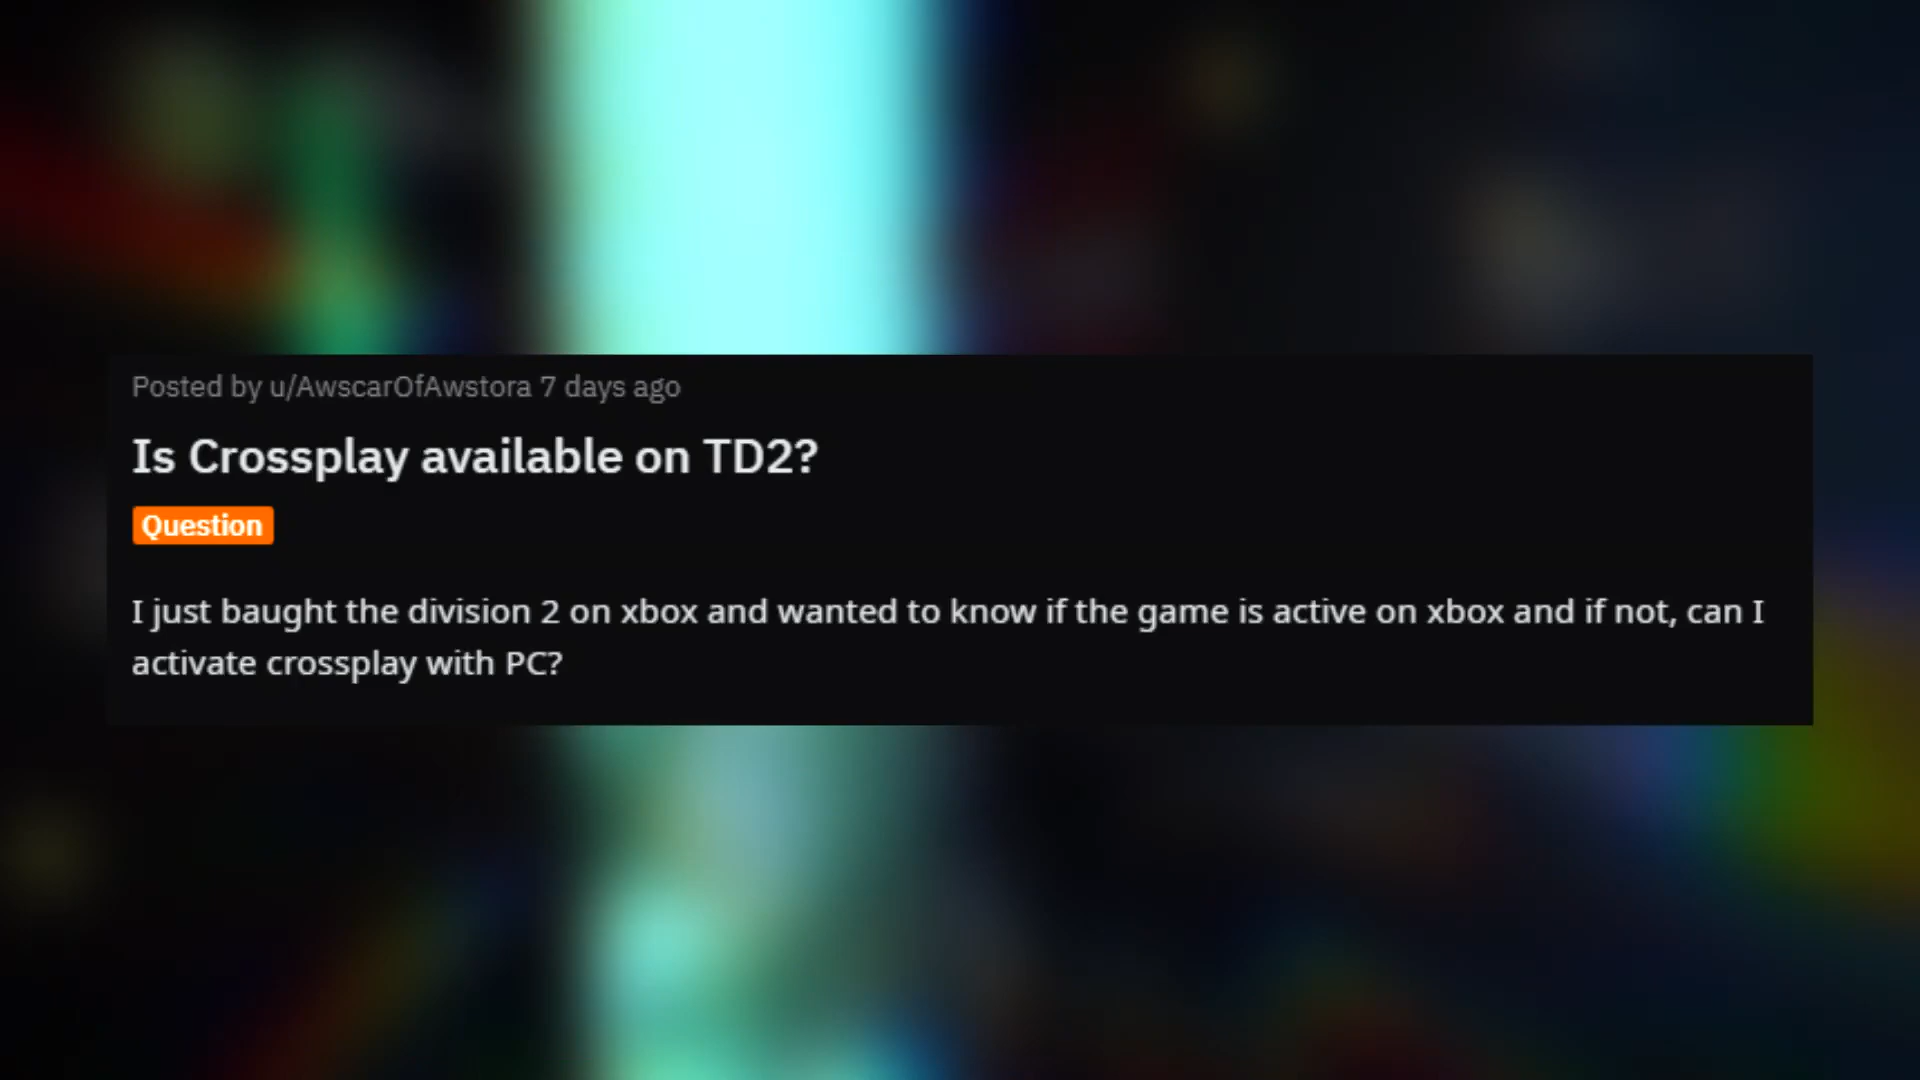 Posted by u/AwscarOfAwstora 7 days ago
Is Crossplay available on TD2?
Question
I just baught the division 2 on xbox and wanted to know if the game is active on xbox and if not, can I
activate crossplay with PC?